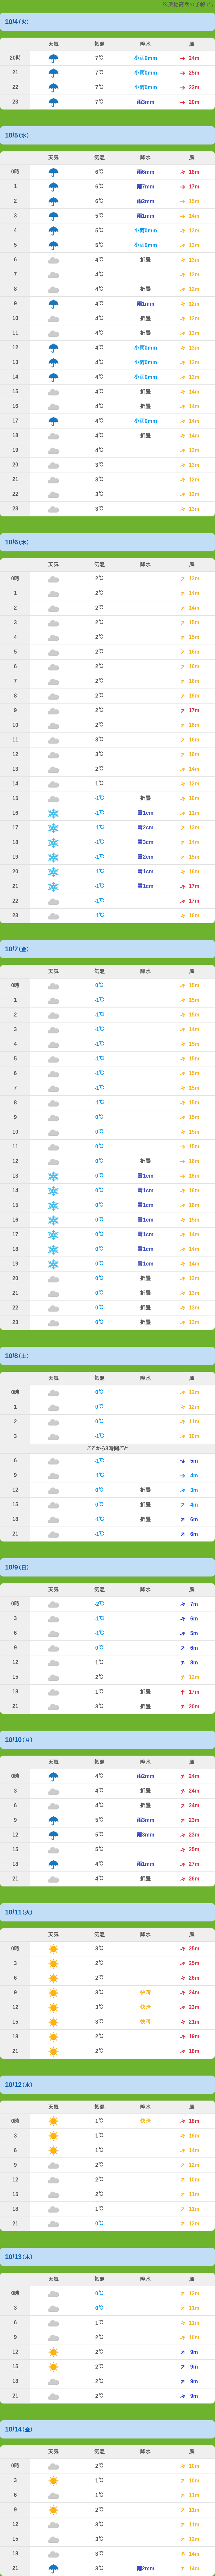 の予報です
10/4(火)
天気 気温 降水 風
20時 7℃ 小雨0mm 24m
21 7℃ 小雨0mm 25m
22 7℃ 小雨0mm 22m
23 7℃ 雨3mm 20m
10/5(水)
天気 気温 降水 風
0時 6℃ 雨6mm 18m
1 6℃ 雨7mm 17m
2 6℃ 雨2mm 15m
3 5℃ 雨1mm 14m
4 5℃ 小雨0mm 13m
5 5℃ 小雨0mm 13m
6 4℃ 折曇 13m
7 4℃ 12m
8 4℃ 折曇 12m
9 4℃ 雨1mm 12m
10 4℃ 折曇 12m
11 4℃ 折曇 13m
12 4℃ 小雨0mm 13m
13 4℃ 小雨0mm 13m
14 4℃ 小雨0mm 13m
15 4℃ 折曇 14m
16 4℃ 折曇 14m
17 4℃ 小雨0mm 14m
18 4℃ 折曇 14m
19 4℃ 13m
20 3℃ 13m
21 3℃ 12m
22 3℃ 13m
23 3℃ 13m
10/6(木)
天気 気温 降水 風
0時 2℃ 13m
1 2℃ 14m
2 2℃ 14m
3 2℃ 15m
4 2℃ 15m
5 2℃ 16m
6 2℃ 16m
7 2℃ 16m
8 2℃ 16m
9 2℃ 17m
10 2℃ 16m
11 3℃ 16m
12 3℃ 16m
13 2℃ 14m
14 1℃ 12m
15 -1℃ 折曇 10m
16 -1℃ 雪1cm 11m
17 -1℃ 雪2cm 13m
18 -1℃ 雪3cm 14m
19 -1℃ 雪2cm 15m
20 -1℃ 雪1cm 16m
21 -1℃ 雪1cm 17m
22 -1℃ 17m
23 -1℃ 16m
10/7(金)
天気 気温 降水 風
0時 0℃ 15m
1 -1℃ 15m
2 -1℃ 15m
3 -1℃ 14m
4 -1℃ 15m
5 -1℃ 15m
6 -1℃ 15m
7 -1℃ 15m
8 -1℃ 15m
9 0℃ 15m
10 0℃ 15m
11 0℃ 15m
12 0℃ 折曇 16m
13 0℃ 雪1cm 16m
14 0℃ 雪1cm 16m
15 0℃ 雪1cm 16m
16 0℃ 雪1cm 15m
17 0℃ 雪1cm 14m
18 0℃ 雪1cm 14m
19 0℃ 雪1cm 14m
20 0℃ 折曇 13m
21 0℃ 折曇 13m
22 0℃ 折曇 13m
23 0℃ 折曇 13m
10/8(土)
天気 気温 降水 風
0時 0℃ 12m
1 0℃ 12m
2 0℃ 11m
3 -1℃ 10m
ここから3時間ごと
6 -1℃ 5m
9 -1℃ 4m
12 0℃ 折曇 3m
15 0℃ 折曇 4m
18 -1℃ 折曇 6m
21 -1℃ 6m
10/9(日)
天気 気温 降水 風
0時 -2℃ 7m
3 -1℃ 6m
6 -1℃ 5m
9 0℃ 6m
12 1℃ 8m
15 2℃ 12m
18 1℃ 折曇 17m
21 3℃ 折曇 20m
10/10(月)
天気 気温 降水 風
0時 4℃ 雨2mm 24m
3 4℃ 折曇 24m
6 4℃ 折曇 24m
9 5℃ 雨3mm 23m
12 5℃ 雨3mm 23m
15 5℃ 25m
18 4℃ 雨1mm 27m
21 4℃ 折曇 26m
10/11(火)
天気 気温 降水 風
0時 3℃ 25m
3 2℃ 25m
6 2℃ 26m
9 3℃ 快晴 24m
12 3℃ 快晴 23m
15 3℃ 快晴 21m
18 2℃ 19m
21 2℃ 18m
10/12(水)
天気 気温 降水 風
0時 1℃ 快晴 18m
3 1℃ 16m
6 1℃ 14m
9 2℃ 12m
12 2℃ 10m
15 2℃ 11m
18 1℃ 11m
21 0℃ 12m
10/13(木)
天気 気温 降水 風
0時 0℃ 12m
3 0℃ 11m
6 1℃ 11m
9 2℃ 10m
12 2℃ 9m
15 2℃ 9m
18 2℃ 9m
21 2℃ 9m
10/14(金)
天気 気温 降水 風
0時 2℃ 10m
3 1℃ 10m
6 1℃ 11m
9 2℃ 11m
12 3℃ 11m
15 3℃ 12m
18 3℃ 14m
21 3℃ 雨2mm 14m